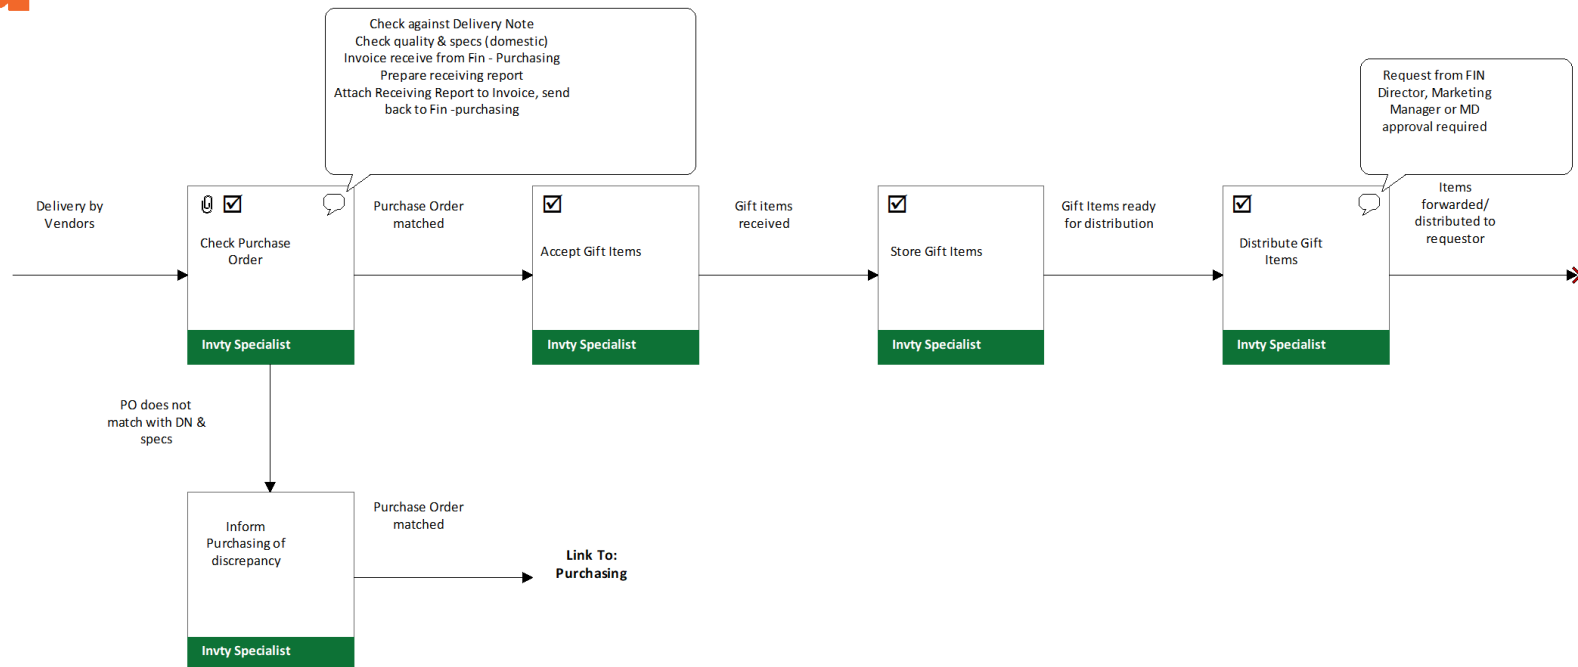 Check against Delivery Note
Check quality & specs (domestic)
Invoice receive from Fin - Purchasing
Prepare receiving report
Attach Receiving Report to Invoice, send
back to Fin -purchasing
Request from FIN
Director, Marketing
Manager or MD
approval required
Delivery by
Vendors
Check Purchase
Order
Invty Specialist
Purchase Order
matched
Accept Gift Items
Invty Specialist
Gift items
received
Store Gift Items
Invty Specialist
Gift Items ready
for distribution
Distribute Gift
Items
Invty Specialist
Items
forwarded/
distributed to
requestor
PO does not
match with DN &
specs
Inform
Purchasing of
discrepancy
Invty Specialist
Purchase Order
matched
Link To:
Purchasing